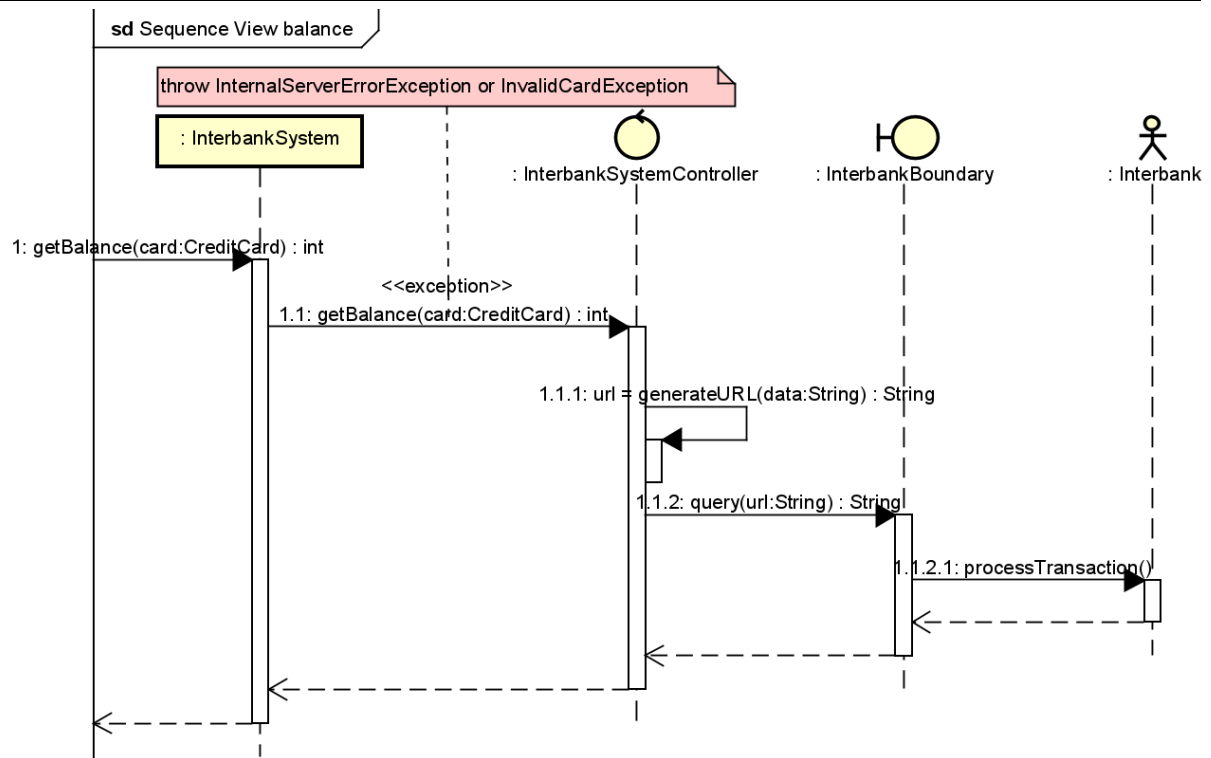 sd Sequence View balance
throw InternalServerErrorException or InvalidCardException
: InterbankSystem
: InterbankSystemController
: InterbankBoundary
: Interbank
1: getBalance(card:CreditCard) : int
<<exception>>
1.1: getBalance(card:CreditCard) : int
1.1.1: url = generateURL(data:String) : String
1.1.2: query(url:String) : String
1.1.2.1: processTransaction()